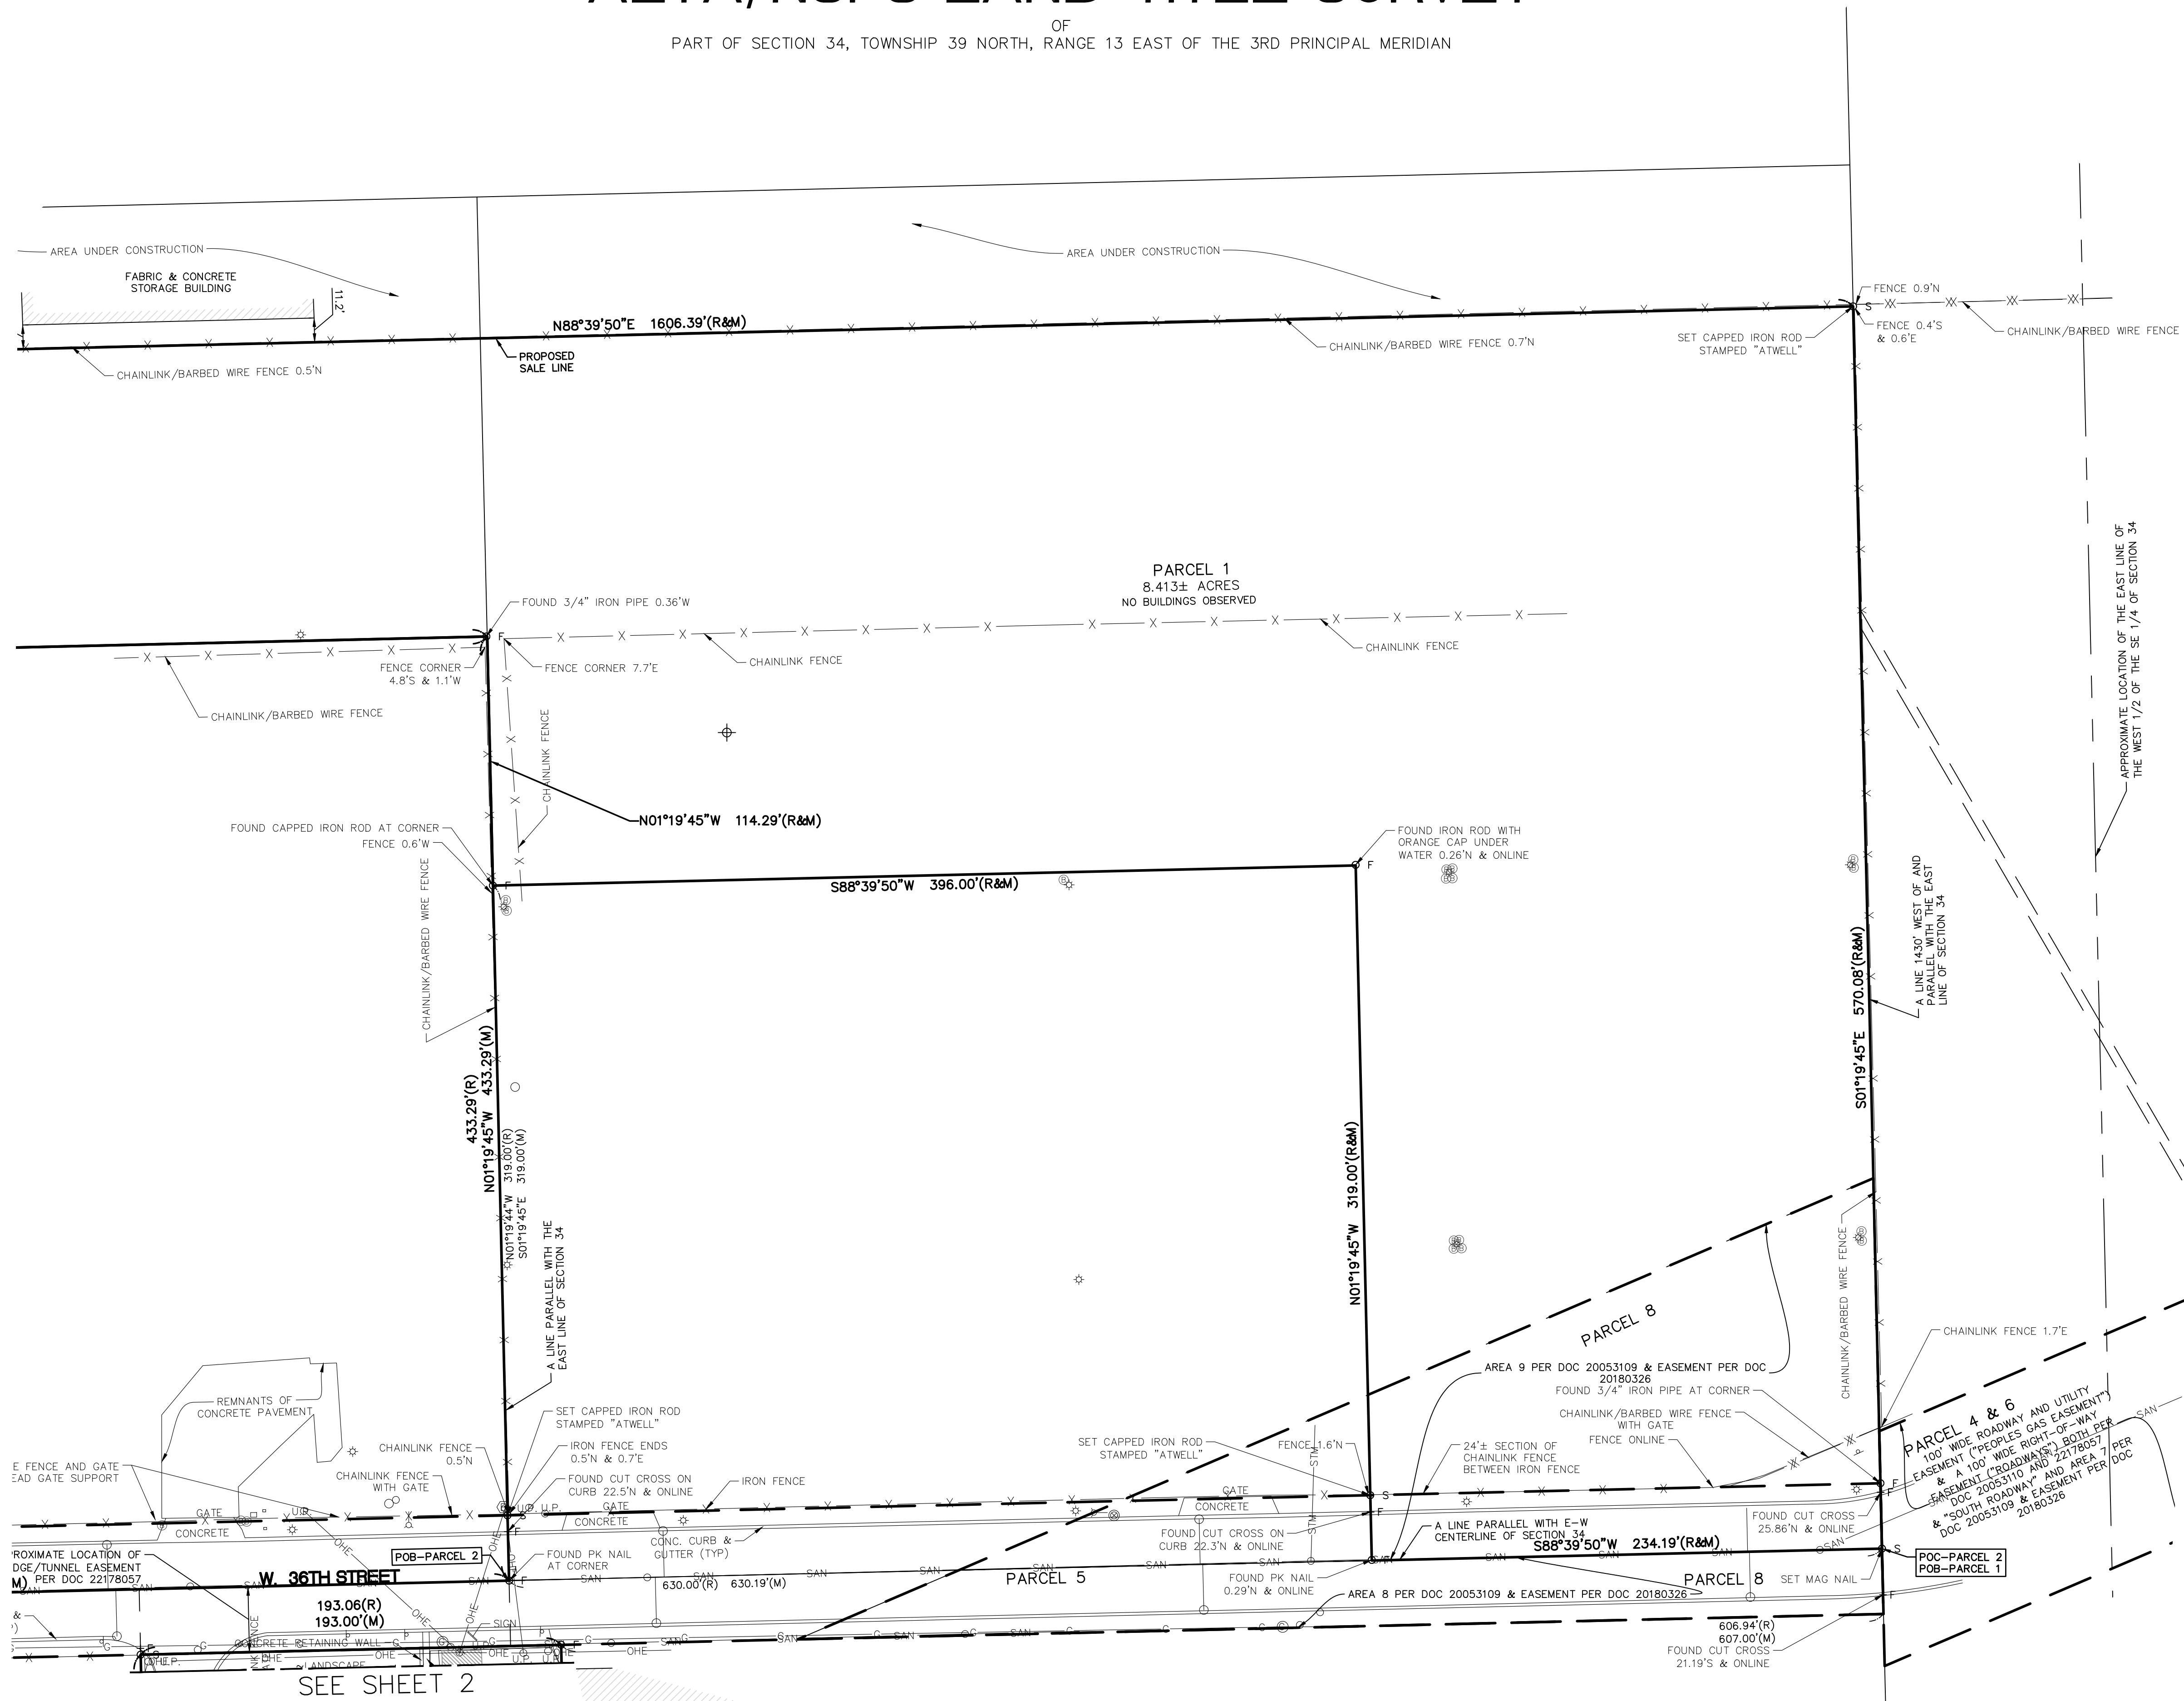 OF
PART OF SECTION 34, TOWNSHIP 39 NORTH, RANGE 13 EAST OF THE 3RD PRINCIPAL MERIDIAN
AREA UNDER CONSTRUCTION
FABRIC & CONCRETE
STORAGE BUILDING
11.2'
AREA UNDER CONSTRUCTION
N88°39'50"E 1606.39'(R&M)
PROPOSED
SALE LINE
CHAINLINK/BARBED WIRE FENCE 0.5'N
CHAINLINK/BARBED WIRE FENCE 0.7'N
SET CAPPED IRON ROD
STAMPED "ATWELL"
S
FENCE 0.9'N
FENCE 0.4'S
& 0.6'E
CHAINLINK/BARBED WIRE FENCE
APPROXIMATE LOCATION OF THE EAST LINE OF
THE WEST 1/2 OF THE SE 1/4 OF SECTION 34
PARCEL 1
8.413± ACRES
NO BUILDINGS OBSERVED
FOUND 3/4" IRON PIPE 0.36'W
F
FENCE CORNER
4.8'S & 1.1'W
FENCE CORNER 7.7'E
CHAINLINK FENCE
CHAINLINK FENCE
CHAINLINK/BARBED WIRE FENCE
CHAINLINK FENCE
N01°19'45"W 114.29'(R&M)
FOUND CAPPED IRON ROD AT CORNER
FENCE 0.6'W
F
FOUND IRON ROD WITH
ORANGE CAP UNDER
WATER 0.26'N & ONLINE
F
S88°39'50"W 396.00'(R&M)
CHAINLINK/BARBED WIRE FENCE
A LINE 1430' WEST OF AND
PARALLEL WITH THE EAST
LINE OF SECTION 34
S01°19'45"E 570.08'(R&M)
433.29'(R)
N01°19'45"W 433.29'(M)
N01°19'44"W 319.00'(R)
S01°19'45"E 319.00'(M)
N01°19'45"W 319.00'(R&M)
A LINE PARALLEL WITH THE
EAST LINE OF SECTION 34
CHAINLINK/BARBED WIRE FENCE
PARCEL 8
CHAINLINK FENCE 1.7'E
AREA 9 PER DOC 20053109 & EASEMENT PER DOC
20180326
FOUND 3/4" IRON PIPE AT CORNER
CHAINLINK/BARBED WIRE FENCE
WITH GATE
FENCE ONLINE
REMNANTS OF
CONCRETE PAVEMENT
SET CAPPED IRON ROD
STAMPED "ATWELL"
CHAINLINK FENCE
0.5'N
IRON FENCE ENDS
0.5'N & 0.7'E
CHAINLINK FENCE
WITH GATE
FOUND CUT CROSS ON
CURB 22.5'N & ONLINE
IRON FENCE
SET CAPPED IRON ROD
STAMPED "ATWELL"
FENCE 1.6'N
24'± SECTION OF
CHAINLINK FENCE
BETWEEN IRON FENCE
PARCEL 4 & 6
100' WIDE ROADWAY AND UTILITY
EASEMENT ("PEOPLES GAS EASEMENT")
& A 100' WIDE RIGHT-OF-WAY
EASEMENT ("ROADWAYS") BOTH PER
DOC 20053110 AND 22178057
& "SOUTH ROADWAY" AND AREA 7 PER
DOC 20053109 & EASEMENT PER DOC
20180326
E FENCE AND GATE
EAD GATE SUPPORT
GATE
CONCRETE
U.P.
U.P.
U.P.
GATE
CONCRETE
CONC. CURB &
GUTTER (TYP)
GATE
CONCRETE
STM
STM
FOUND CUT CROSS ON
CURB 22.3'N & ONLINE
FOUND CUT CROSS
25.86'N & ONLINE
A LINE PARALLEL WITH E-W
CENTERLINE OF SECTION 34
S88°39'50"W 234.19'(R&M)
ROXIMATE LOCATION OF
DGE/TUNNEL EASEMENT
PER DOC 22178057
M)
POB-PARCEL 2
FOUND PK NAIL
AT CORNER
W. 36TH STREET
630.00'(R) 630.19'(M)
PARCEL 5
FOUND PK NAIL
0.29'N & ONLINE
PARCEL 8
SET MAG NAIL
S
POC-PARCEL 2
POB-PARCEL 1
AREA 8 PER DOC 20053109 & EASEMENT PER DOC 20180326
193.06(R)
193.00'(M)
SIGN
CONCRETE RETAINING WALL
LANDSCAPE
OHE
SAN
606.94'(R)
607.00'(M)
FOUND CUT CROSS
21.19'S & ONLINE
SEE SHEET 2